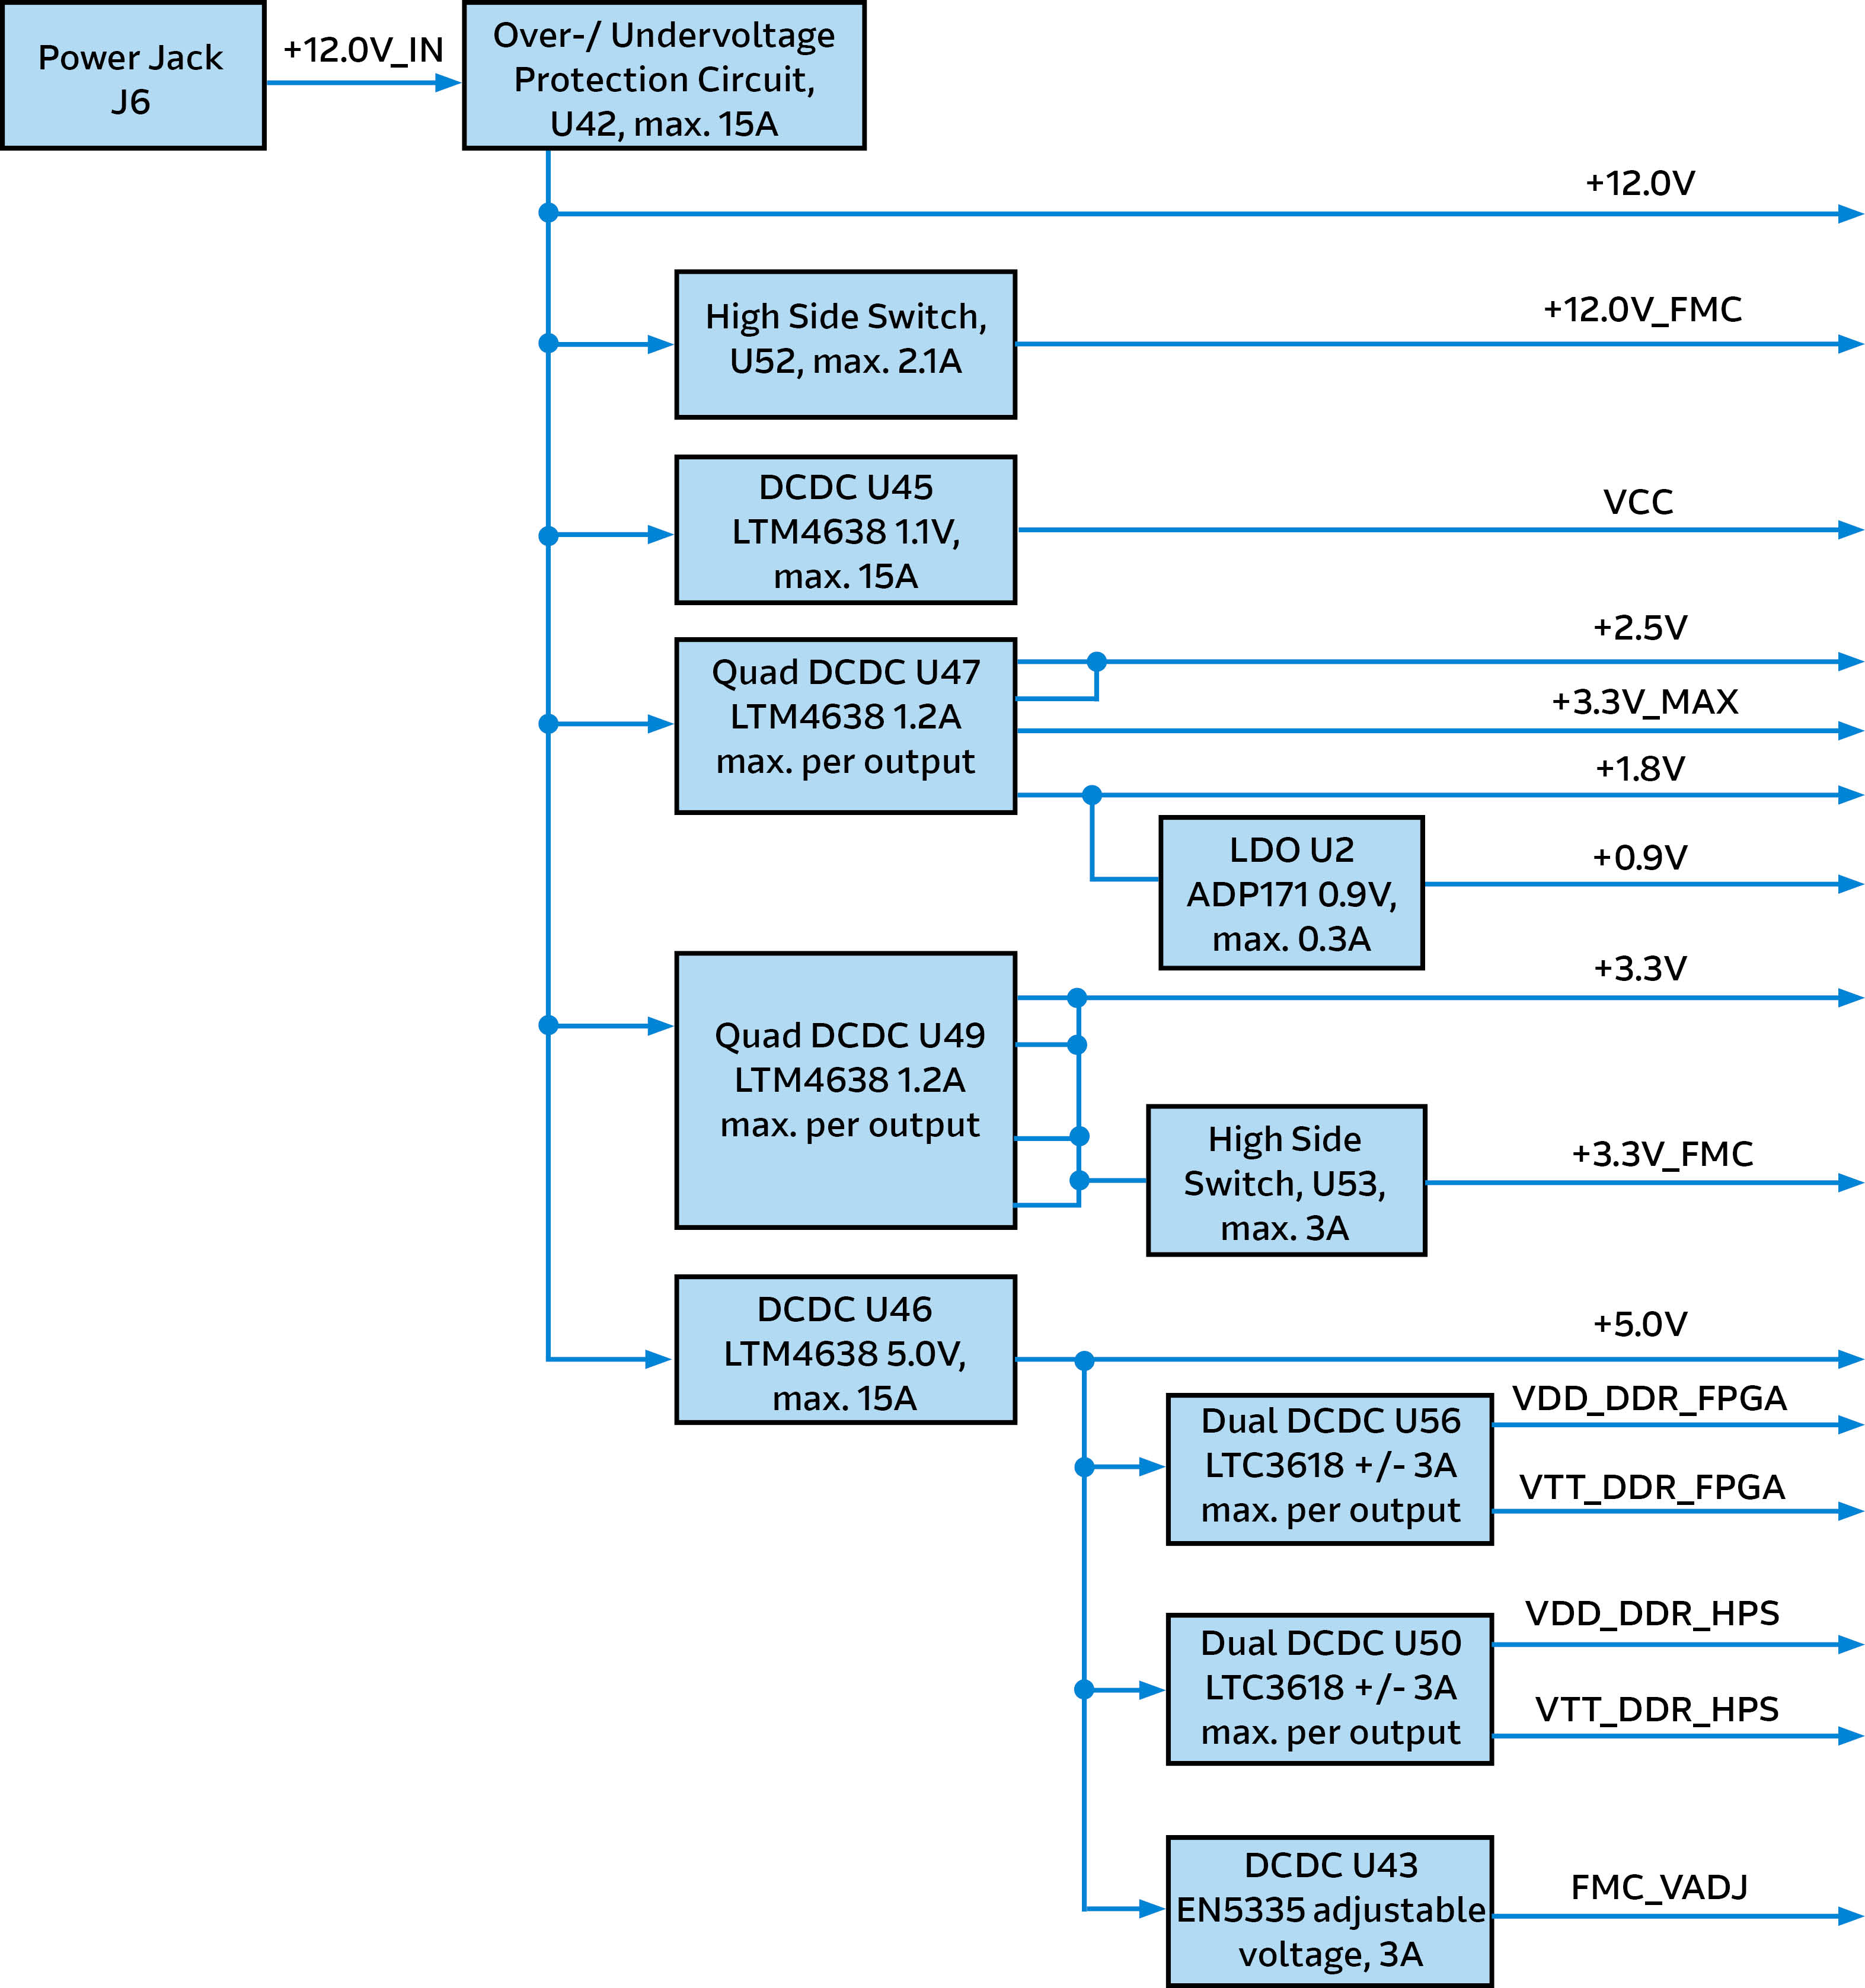 Power Jack
J6
+12.0V_IN
Over-/ Undervoltage
Protection Circuit,
U42, max. 15A
+12.0V
High Side Switch,
U52, max. 2.1A
+12.0V_FMC
DCDC U45
LTM4638 1.1V,
max. 15A
VCC
Quad DCDC U47
LTM4638 1.2A
max. per output
+2.5V
+3.3V_MAX
+1.8V
LDO U2
ADP171 0.9V,
max. 0.3A
+0.9V
Quad DCDC U49
LTM4638 1.2A
max. per output
+3.3V
High Side
Switch, U53,
max. 3A
+3.3V_FMC
DCDC U46
LTM4638 5.0V,
max. 15A
+5.0V
Dual DCDC U56
LTC3618 +/- 3A
max. per output
VDD_DDR_FPGA
VTT_DDR_FPGA
Dual DCDC U50
LTC3618 +/- 3A
max. per output
VDD_DDR_HPS
VTT_DDR_HPS
DCDC U43
EN5335 adjustable
voltage, 3A
FMC_VADJ